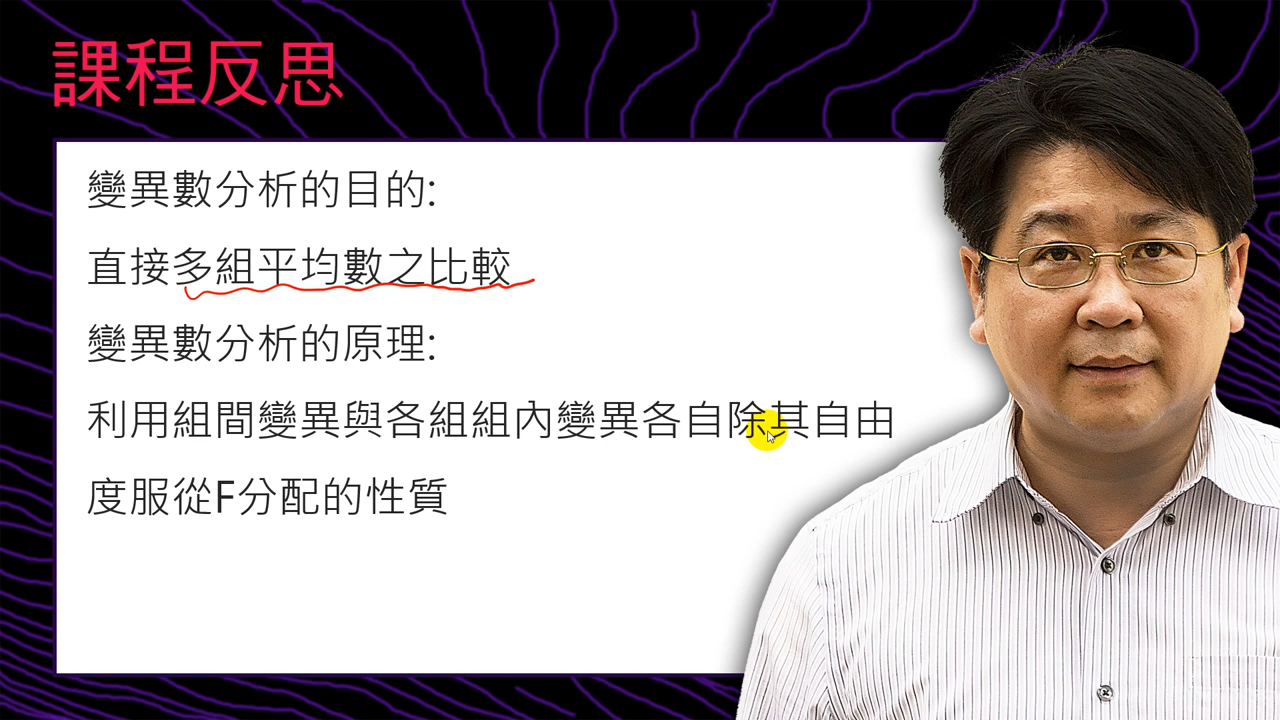 課程反思
變異數分析的目的:
直接多組平均數之比較
變異數分析的原理:
利用組間變異與各組組內變異各自除其自由
度服從F分配的性質